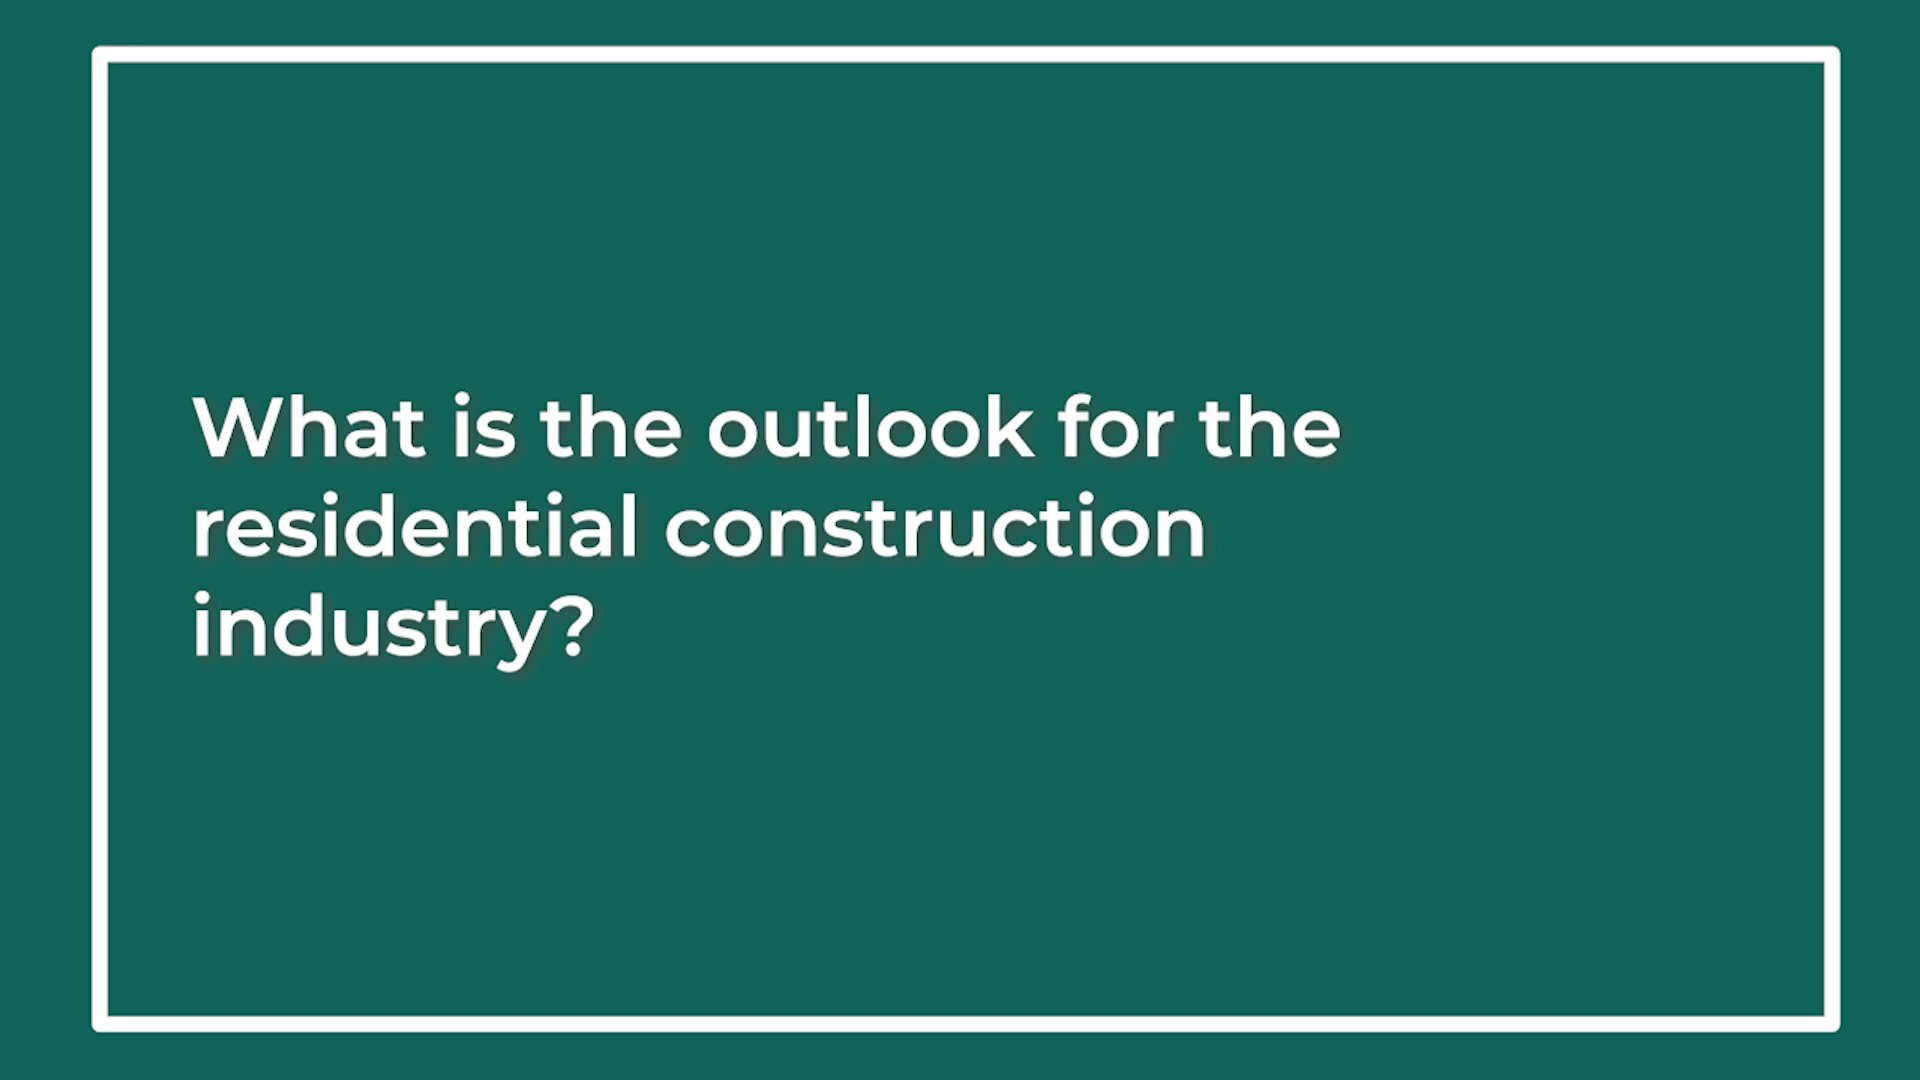 What is the outlook for the
residential construction
industry?